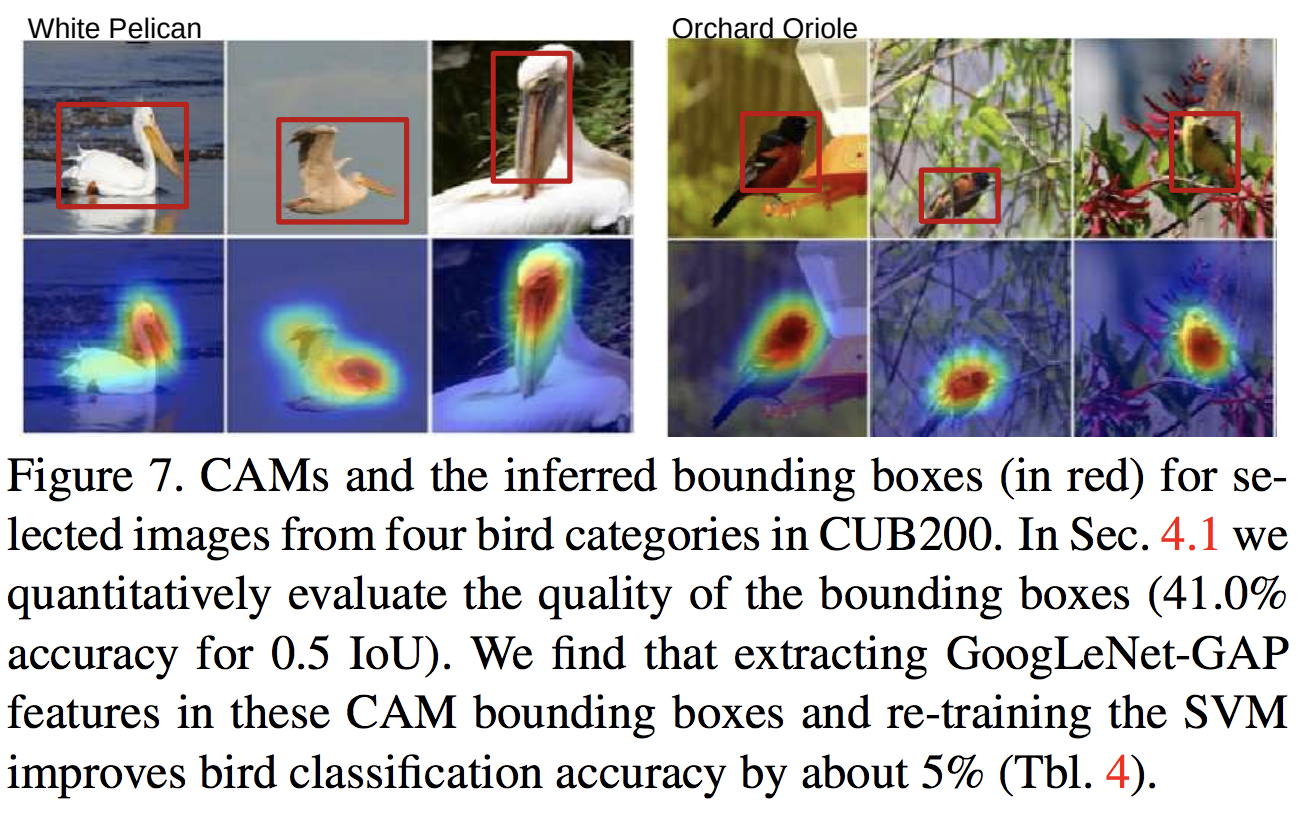 White Pelican
Orchard Oriole
Figure 7. CAMs and the inferred bounding boxes (in red) for se-
lected images from four bird categories in CUB200. In Sec. 4.1 we
quantitatively evaluate the quality of the bounding boxes (41.0%
accuracy for 0.5 IoU). We find that extracting GoogLeNet-GAP
features in these CAM bounding boxes and re-training the SVM
improves bird classification accuracy by about 5% (Tbl. 4).